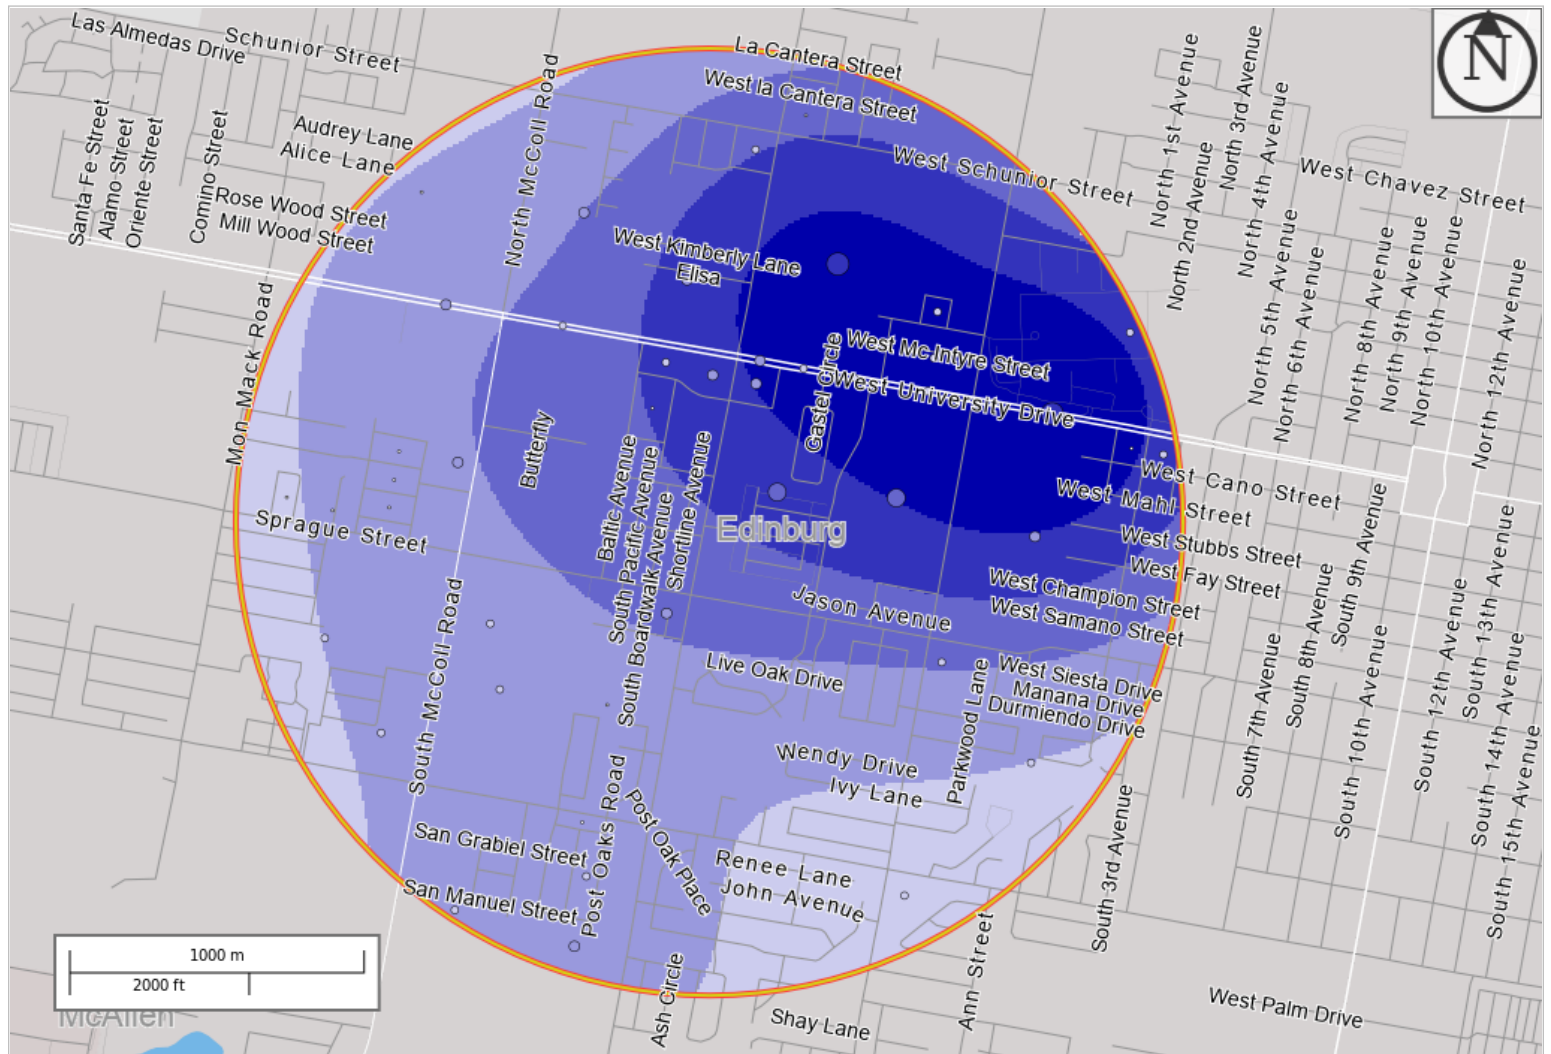 Las Almedas Drive
Schunior Street
La Cantera Street
West la Cantera Street
N
North McColl Road
North 1st Avenue
North 3rd Avenue
North 4th Avenue
North 2nd Avenue
Santa Fe Street
Alamo Street
Oriente Street
Comino Street
Audrey Lane
Alice Lane
West Schunior Street
West Chavez Street
Rose Wood Street
Mill Wood Street
West Kimberly Lane
Elisa
North 5th Avenue
North 6th Avenue
North 8th Avenue
North 9th Avenue
North 10th Avenue
North 12th Avenue
Mon Mack Road
West Mc Intyre Street
Gastel Circle
West University Drive
Butterfly
Baltic Avenue
South Pacific Avenue
South Boardwalk Avenue
Shortline Avenue
West Cano Street
West Mahl Street
Edinburg
Sprague Street
West Stubbs Street
West Fay Street
West Champion Street
West Samano Street
Jason Avenue
South 9th Avenue
South 8th Avenue
South 7th Avenue
South 10th Avenue
South 12th Avenue
South 13th Avenue
South 14th Avenue
South 15th Avenue
South McColl Road
Live Oak Drive
West Siesta Drive
Manana Drive
Durmiendo Drive
Parkwood Lane
Wendy Drive
Ivy Lane
Post Oaks Road
Post Oak Place
San Grabiel Street
San Manuel Street
Renee Lane
John Avenue
South 3rd Avenue
Ann Street
Ash Circle
Shay Lane
West Palm Drive
1000 m
2000 ft
McAllen